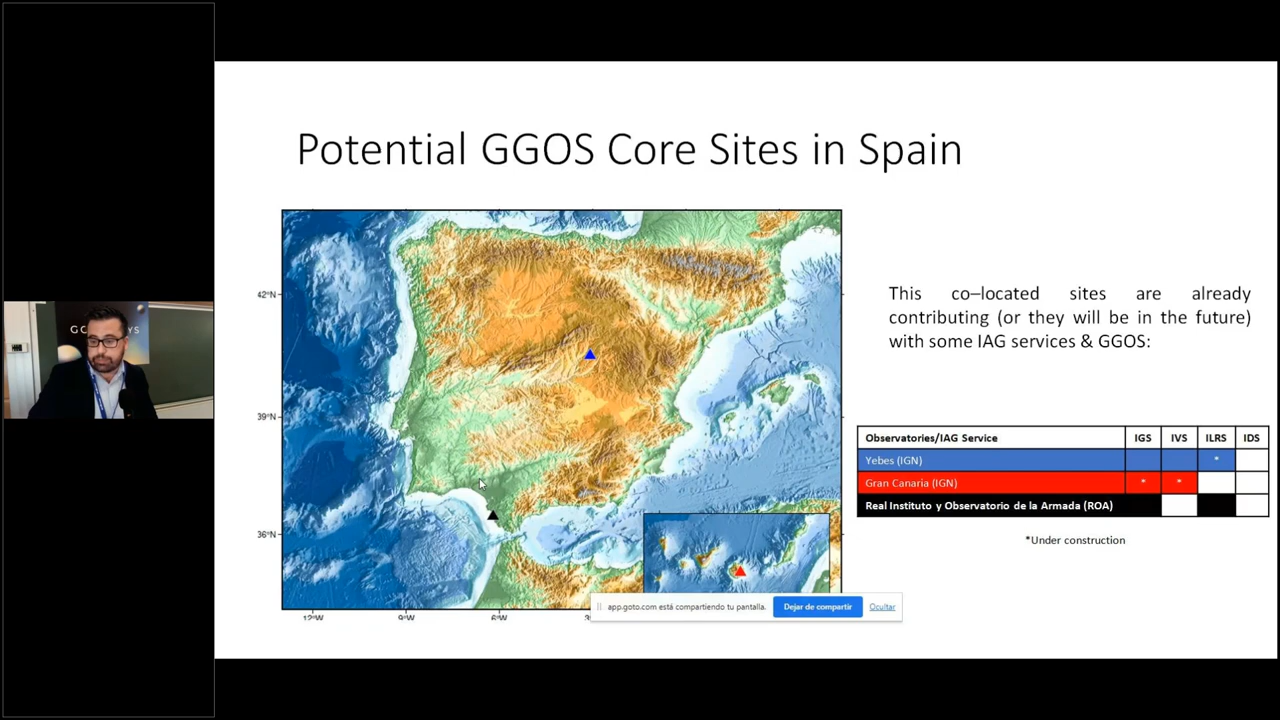 Potential GGOS Core Sites in Spain
42°N
39°N
36°N
12°W
9°W
6°W
This co–located sites are already
contributing (or they will be in the future)
with some IAG services & GGOS:
Observatories/IAG Service IGS IVS ILRS IDS
Yebes (IGN) *
Gran Canaria (IGN) * *
Real Instituto y Observatorio de la Armada (ROA)
*Under construction
app.goto.com está compartiendo tu pantalla. Dejar de compartir Ocultar